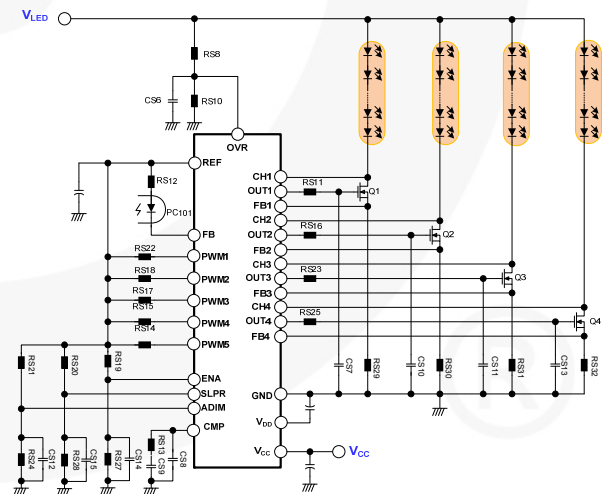 VLED
RS8
CS6
RS10
OVR
REF
RS12
PC101
FB
RS22
PWM1
RS18
PWM2
RS17
PWM3
RS15
PWM4
RS14
PWM5
RS21
RS20
RS19
ENA
SLPR
ADIM
CMP
RS24
CS12
RS28
CS15
RS27
CS14
RS13
CS9
CS8
CH1
OUT1
RS11
Q1
FB1
CH2
OUT2
RS16
Q2
FB2
CH3
OUT3
RS23
Q3
FB3
CH4
OUT4
RS25
Q4
FB4
CS7
RS29
CS10
RS30
CS11
RS31
CS13
RS32
GND
VDD
VCC
VCC
R